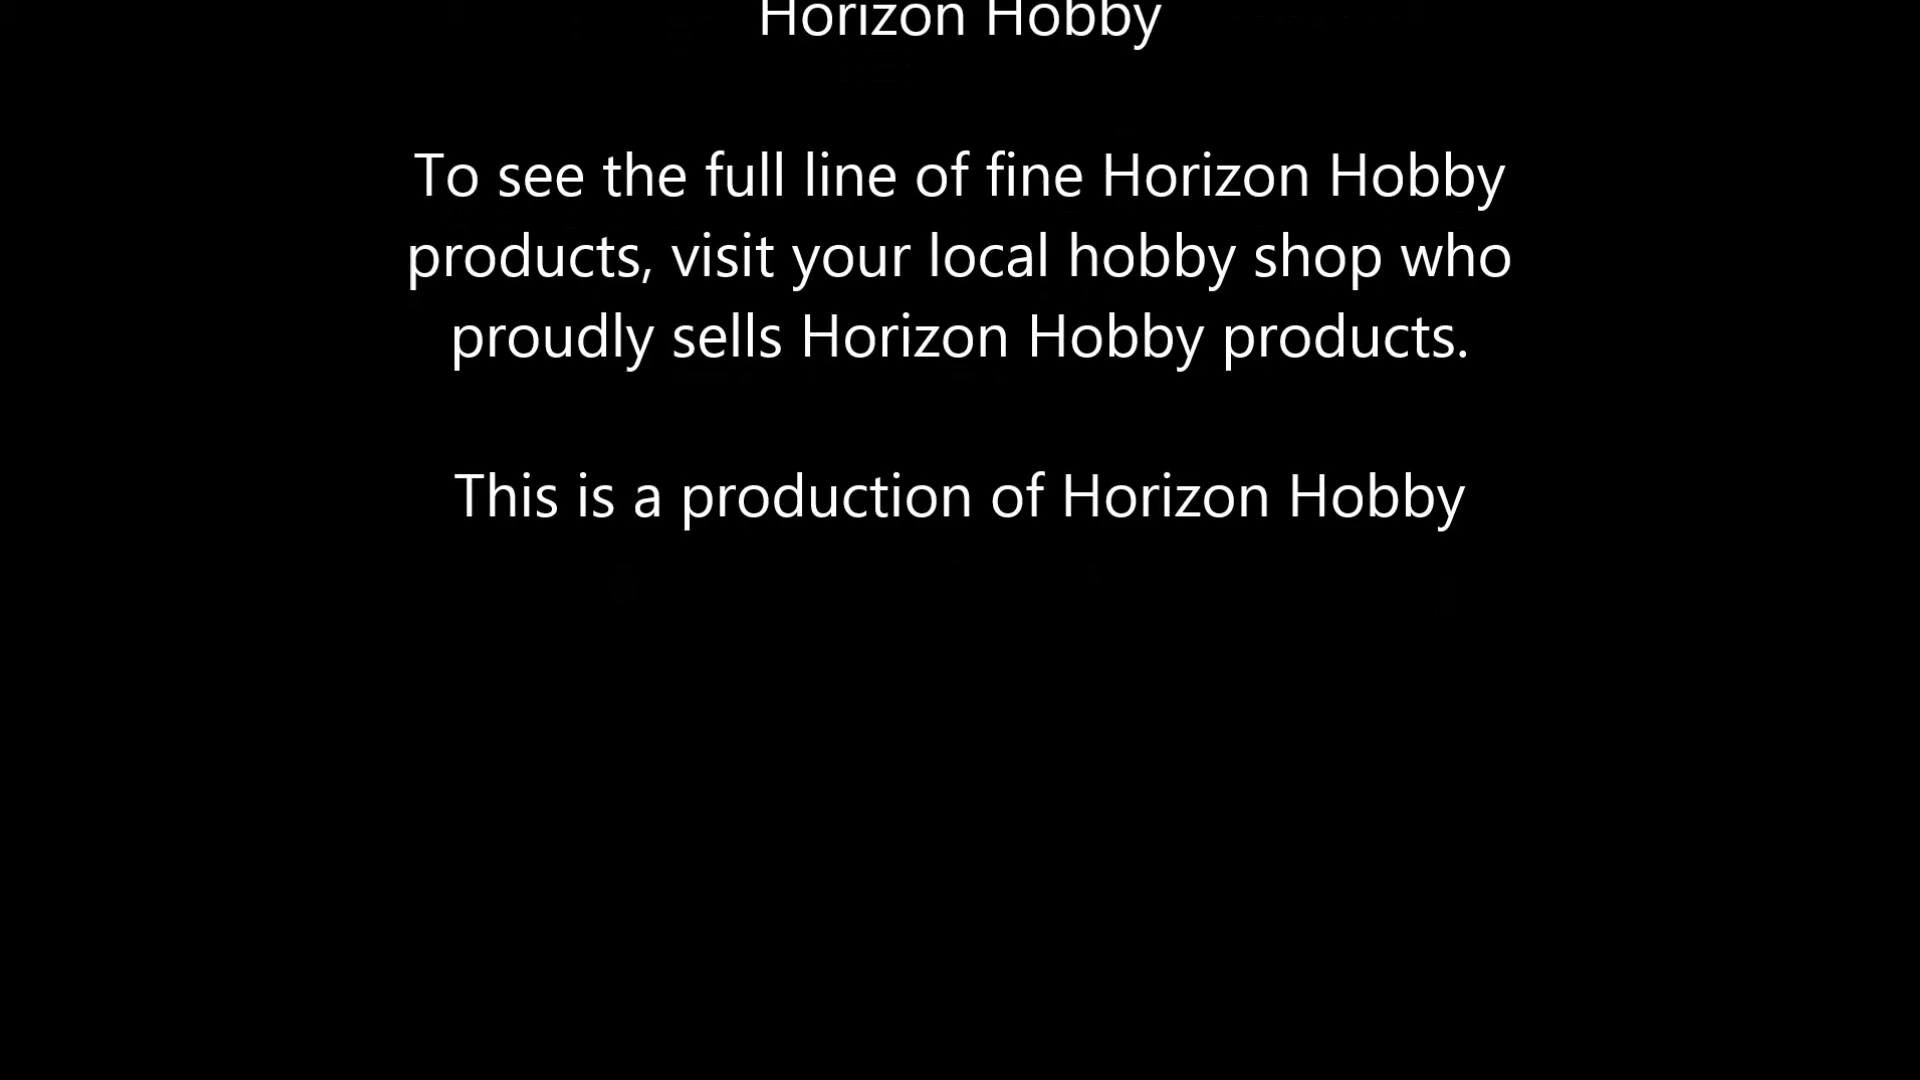 Horizon Hobby
To see the full line of fine Horizon Hobby
products, visit your local hobby shop who
proudly sells Horizon Hobby products.
This is a production of Horizon Hobby